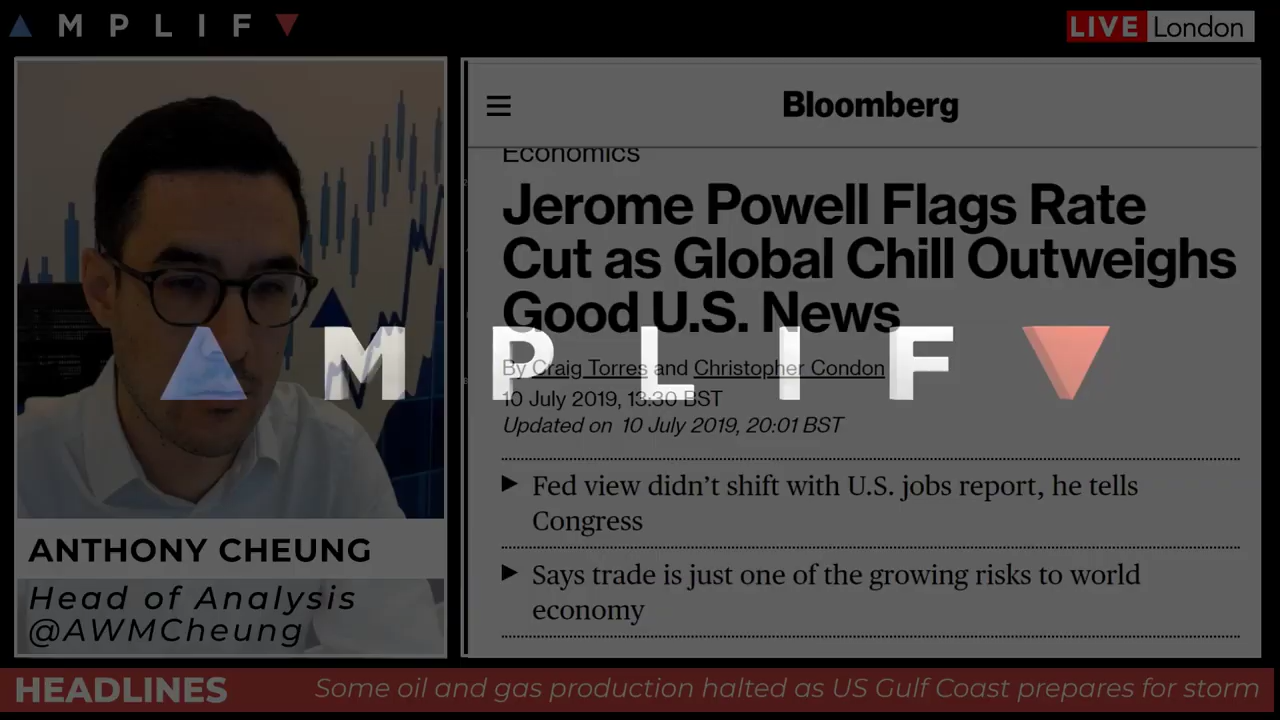 AMPLIFY
LIVE London
Bloomberg
Economics
Jerome Powell Flags Rate
Cut as Global Chill Outweighs
Good U.S. News
AMPLIFY
By Craig Torres and Christopher Condon
10 July 2019, 13:30 BST
Updated on 10 July 2019, 20:01 BST
Fed view didn't shift with U.S. jobs report, he tells
Congress
Says trade is just one of the growing risks to world
economy
ANTHONY CHEUNG
Head of Analysis
@AWMCheung
HEADLINES Some oil and gas production halted as US Gulf Coast prepares for storm